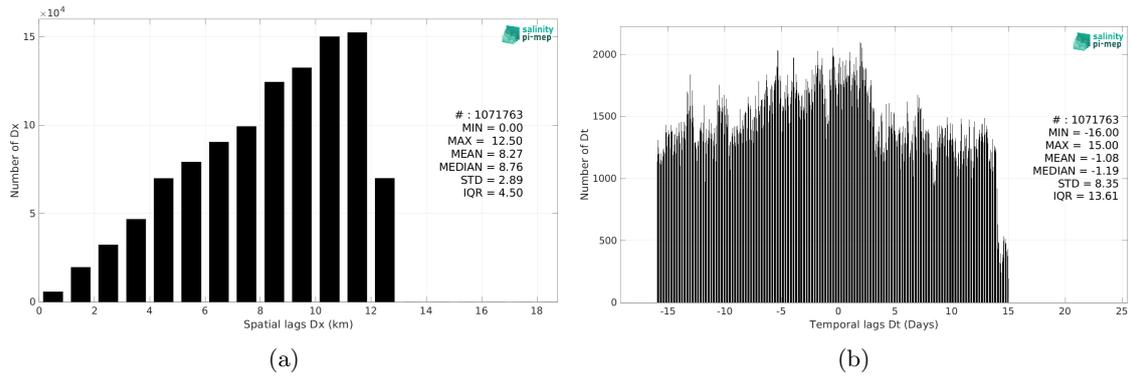 ×10⁴
salinity
pi-mep
15
10
5
0
Number of Dx
# : 1071763
MIN = 0.00
MAX = 12.50
MEAN = 8.27
MEDIAN = 8.76
STD = 2.89
IQR = 4.50
0 2 4 6 8 10 12 14 16 18
Spatial lags Dx (km)
(a)
salinity
pi-mep
2000
1500
1000
500
0
Number of Dt
# : 1071763
MIN = -16.00
MAX = 15.00
MEAN = -1.08
MEDIAN = -1.19
STD = 8.35
IQR = 13.61
-15 -10 -5 0 5 10 15 20 25
Temporal lags Dt (Days)
(b)